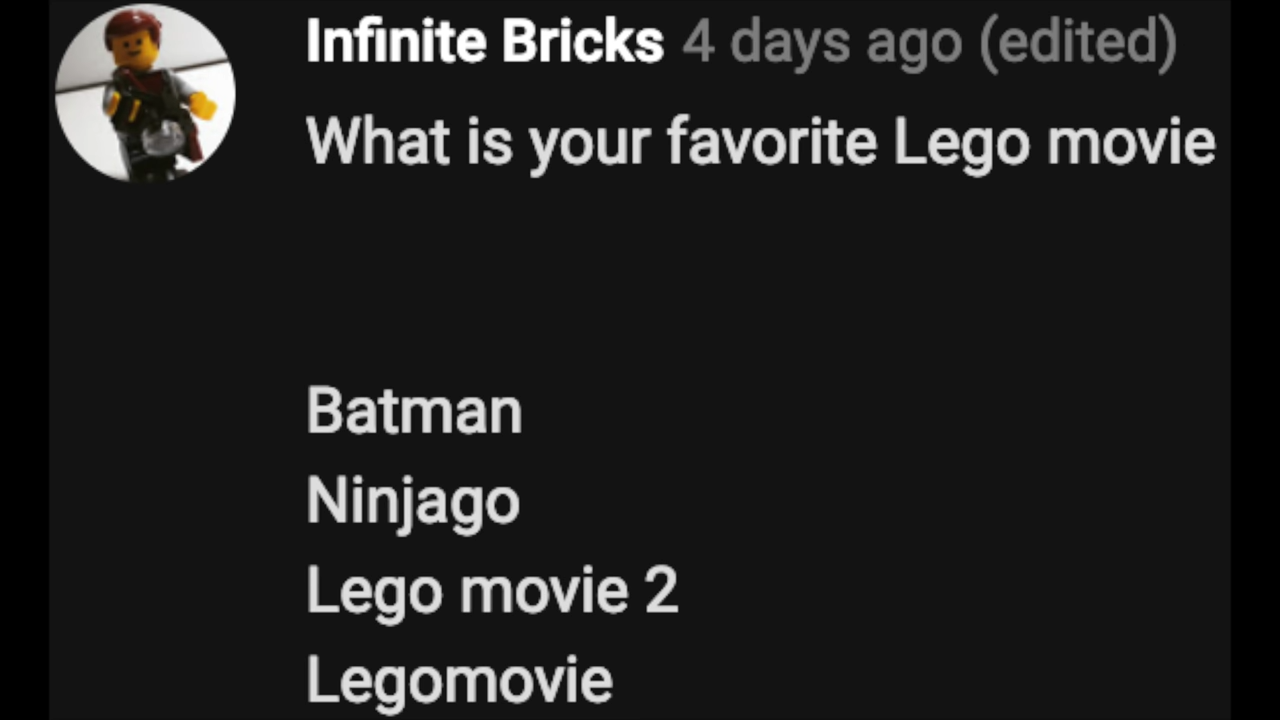 Infinite Bricks 4 days ago (edited)
What is your favorite Lego movie
Batman
Ninjago
Lego movie 2
Legomovie